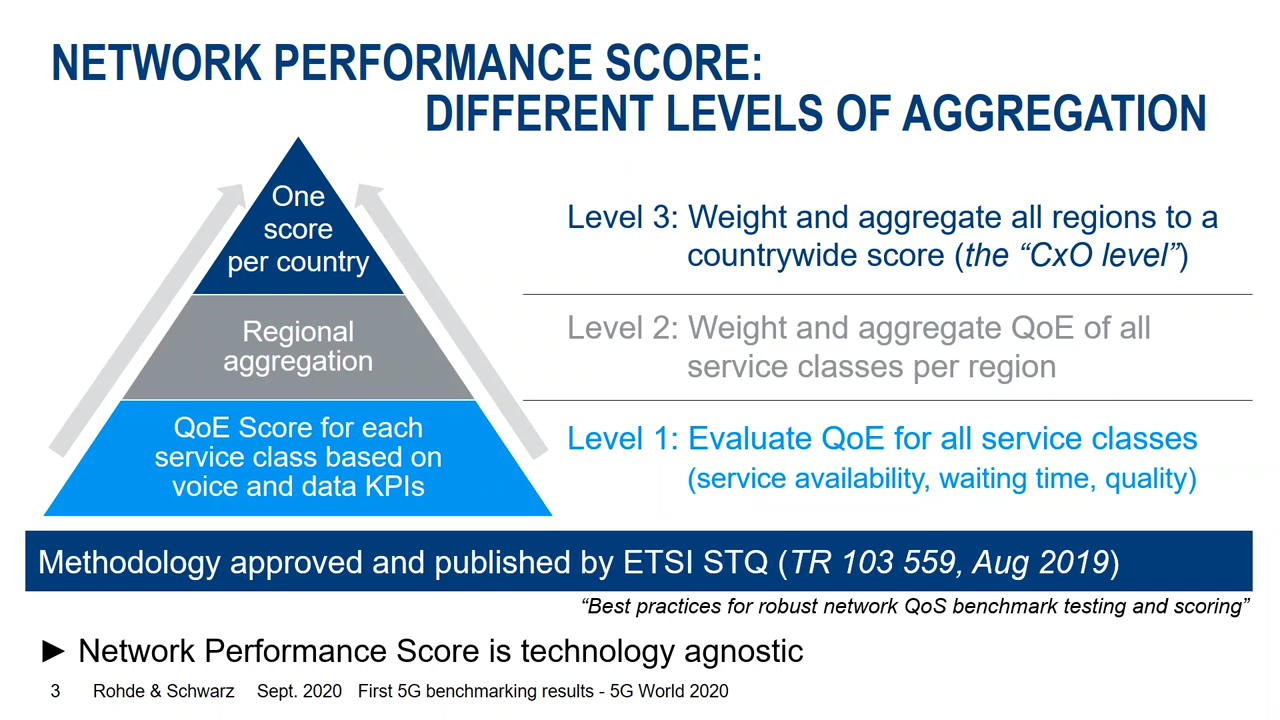 NETWORK PERFORMANCE SCORE:
DIFFERENT LEVELS OF AGGREGATION
One
score
per country
Regional
aggregation
QoE Score for each
service class based on
voice and data KPIs
Level 3: Weight and aggregate all regions to a
countrywide score (the “CxO level”)
Level 2: Weight and aggregate QoE of all
service classes per region
Level 1: Evaluate QoE for all service classes
(service availability, waiting time, quality)
Methodology approved and published by ETSI STQ (TR 103 559, Aug 2019)
“Best practices for robust network QoS benchmark testing and scoring”
► Network Performance Score is technology agnostic
3 Rohde & Schwarz Sept. 2020 First 5G benchmarking results - 5G World 2020